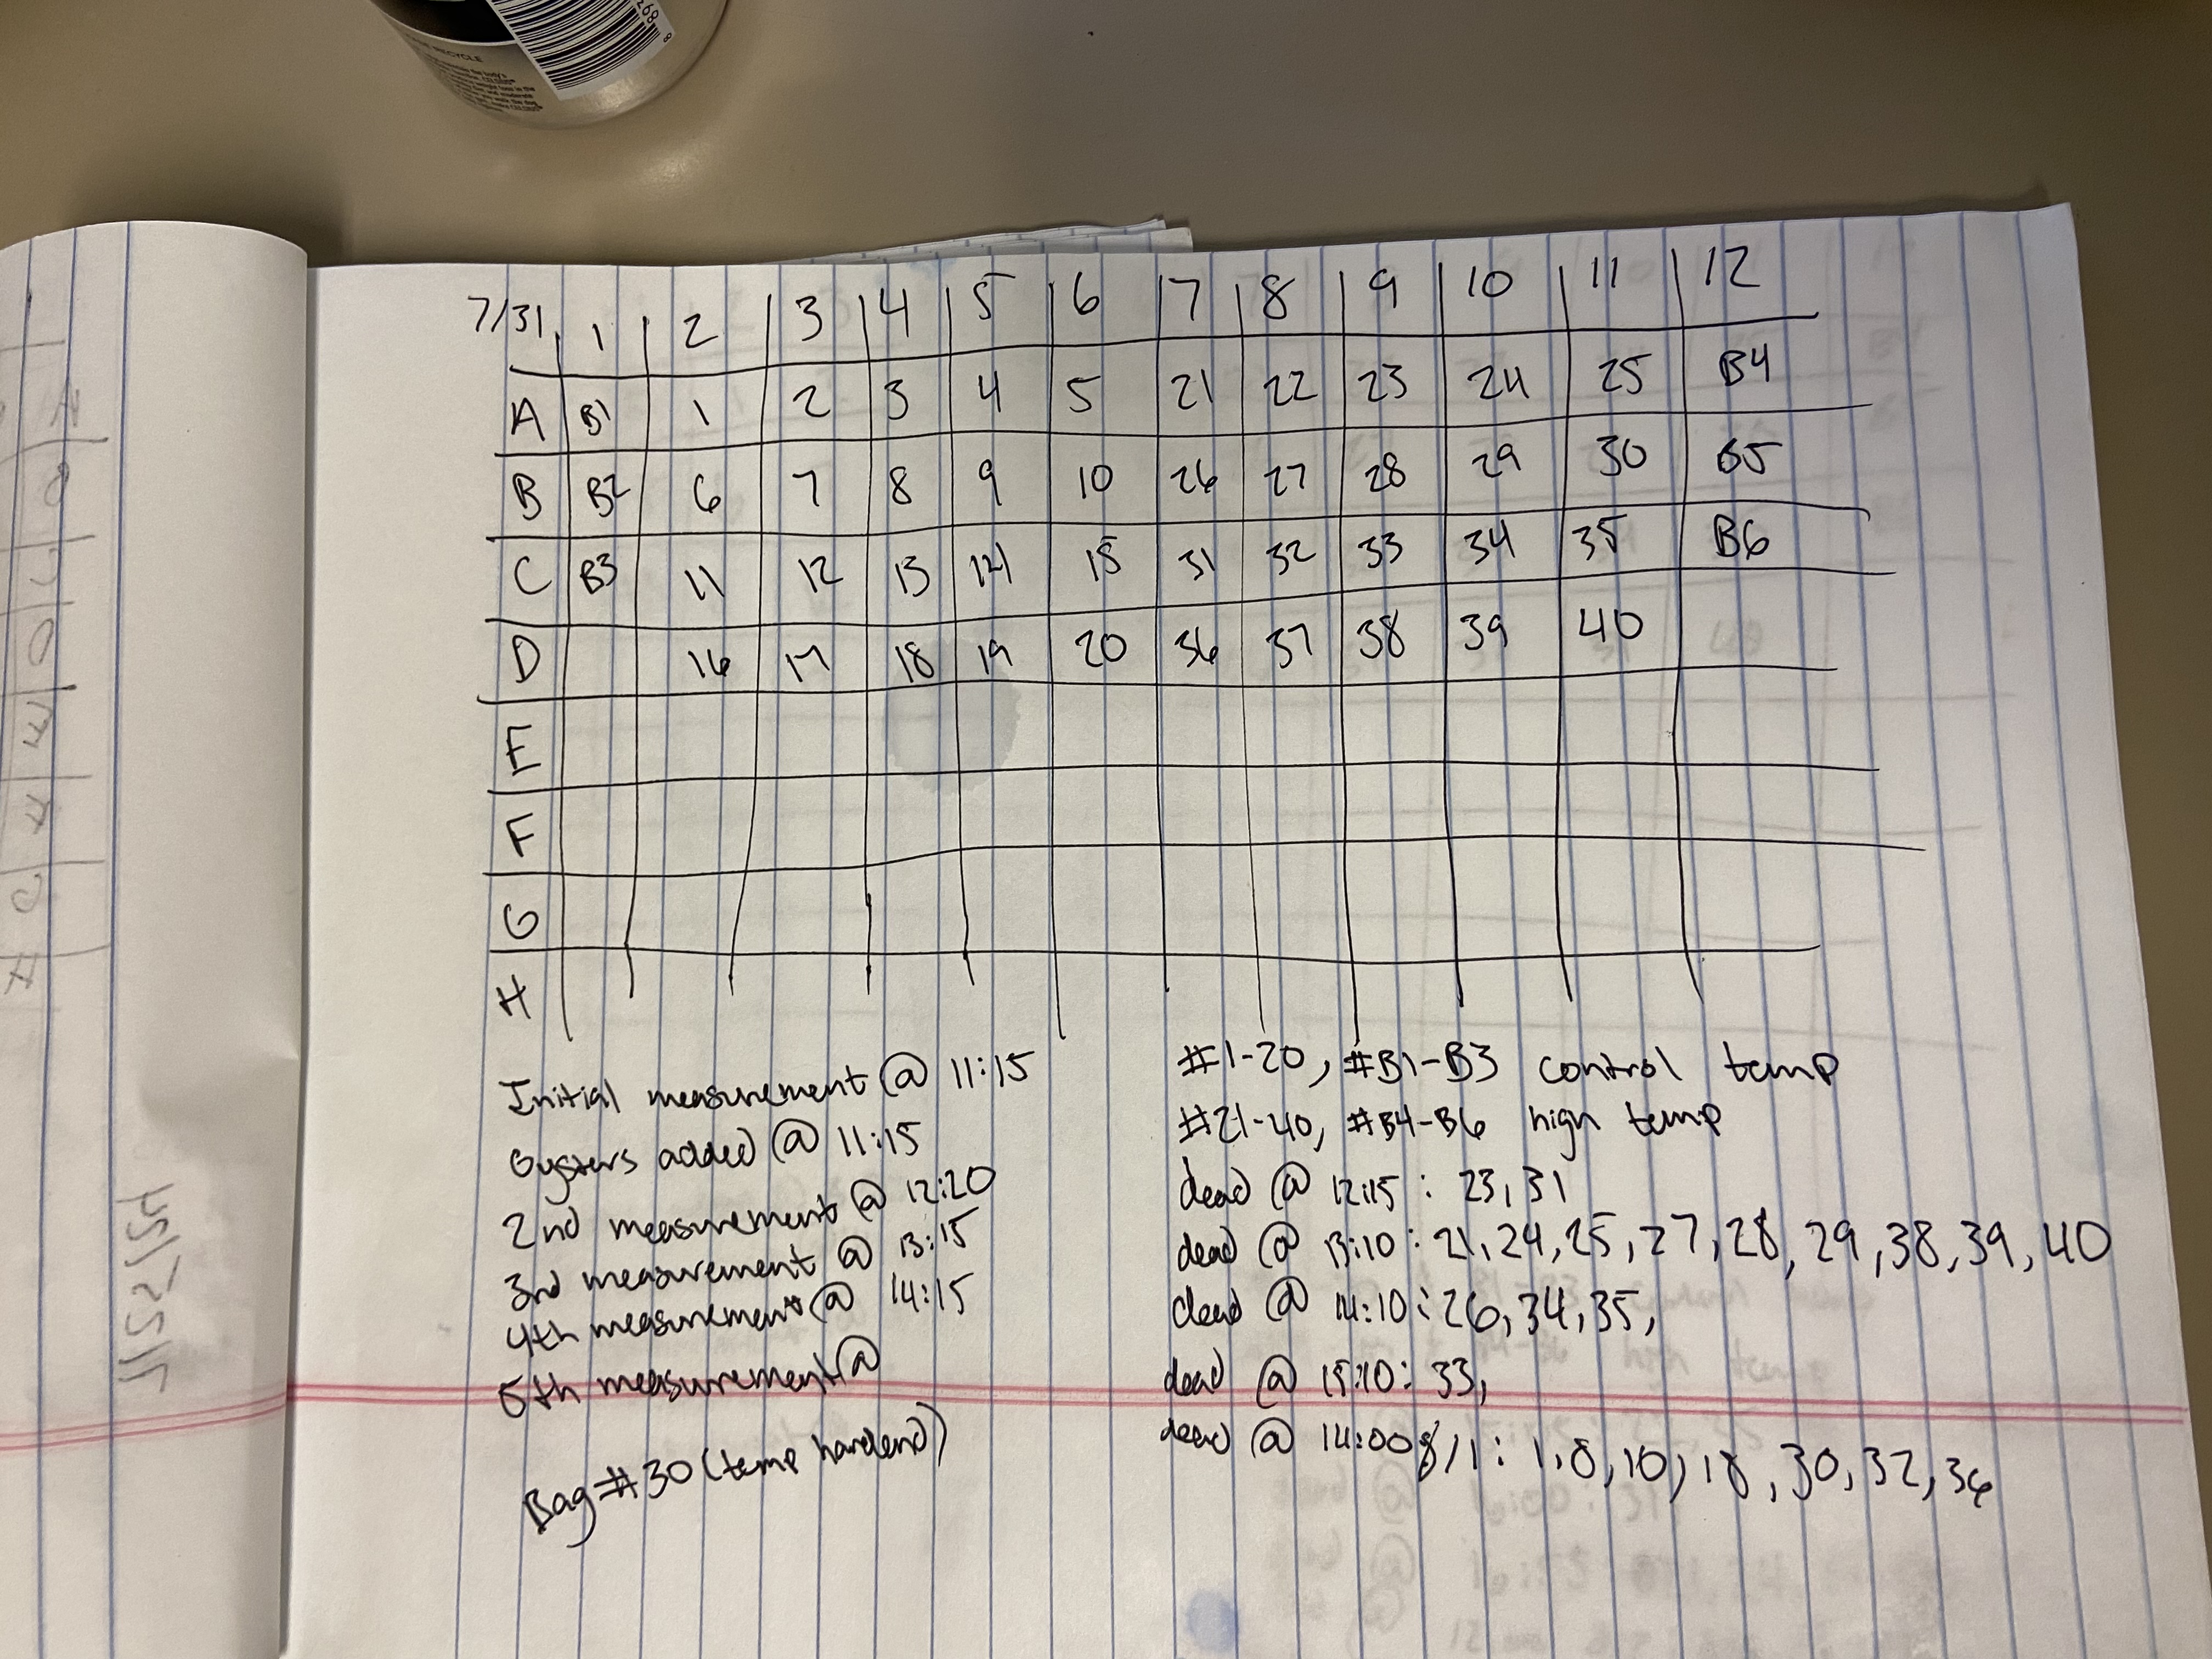 7/31 1 2 3 4 5 6 7 8 9 10 11 12
A B1 1 2 3 4 5 21 22 23 24 25 B4
B B2 6 7 8 9 10 26 27 28 29 30 B5
C B3 11 12 13 14 15 31 32 33 34 35 B6
D 16 17 18 19 20 36 37 38 39 40
E
F
G
H
Initial measurement @ 11:15
oysters added @ 11:15
2nd measurement @ 12:20
3rd measurement @ 13:15
4th measurement @ 14:15
5th measurement @
Bag #30 (temp hardend)
#1-20, #B1-B3 control temp
#21-40, #B4-B6 high temp
dead @ 12:15: 23, 31
dead @ 13:10: 21, 24, 25, 27, 28, 29, 38, 39, 40
dead @ 14:10: 26, 34, 35,
dead @ 15:10: 33,
dead @ 14:00 8/1: 1, 8, 10, 18, 30, 32, 36
7/25/24
A
B
C
D
E
F
G
H
RECYCLE